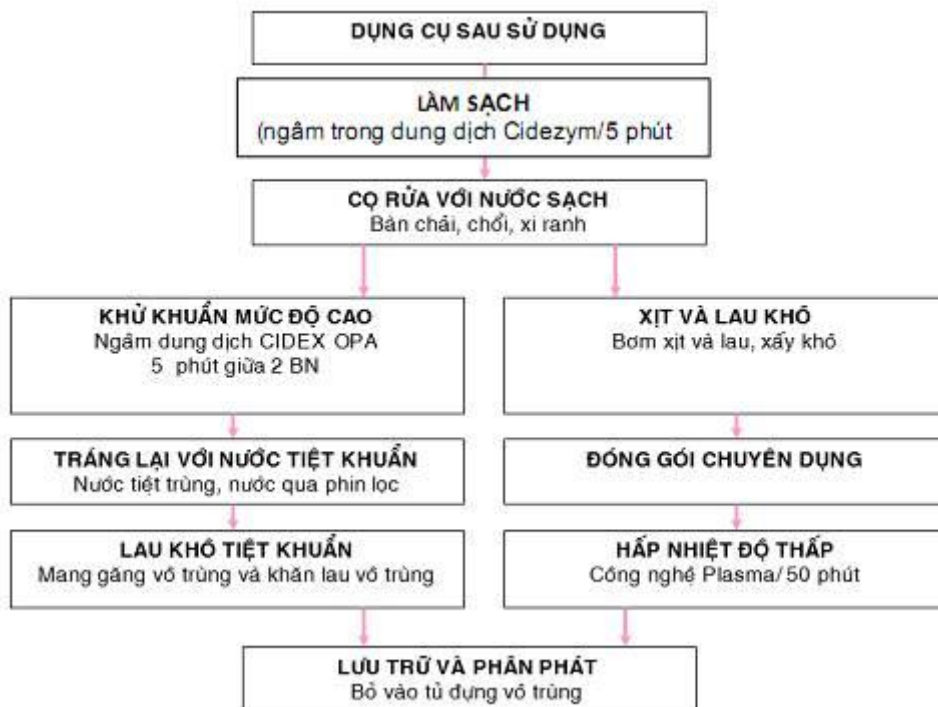 DỤNG CỤ SAU SỬ DỤNG
LÀM SẠCH
(ngâm trong dung dịch Cidezym/5 phút
CỌ RỬA VỚI NƯỚC SẠCH
Bàn chải, chổi, xi ranh
KHỬ KHUẨN MỨC ĐỘ CAO
Ngâm dung dịch CIDEX OPA
5 phút giữa 2 BN
XỊT VÀ LAU KHÔ
Bơm xịt và lau, xấy khô
TRÁNG LẠI VỚI NƯỚC TIỆT KHUẨN
Nước tiệt trùng, nước qua phin lọc
ĐÓNG GÓI CHUYÊN DỤNG
LAU KHÔ TIỆT KHUẨN
Mang găng vô trùng và khăn lau vô trùng
HẤP NHIỆT ĐỘ THẤP
Công nghệ Plasma/50 phút
LƯU TRỮ VÀ PHÂN PHÁT
Bỏ vào tủ đựng vô trùng